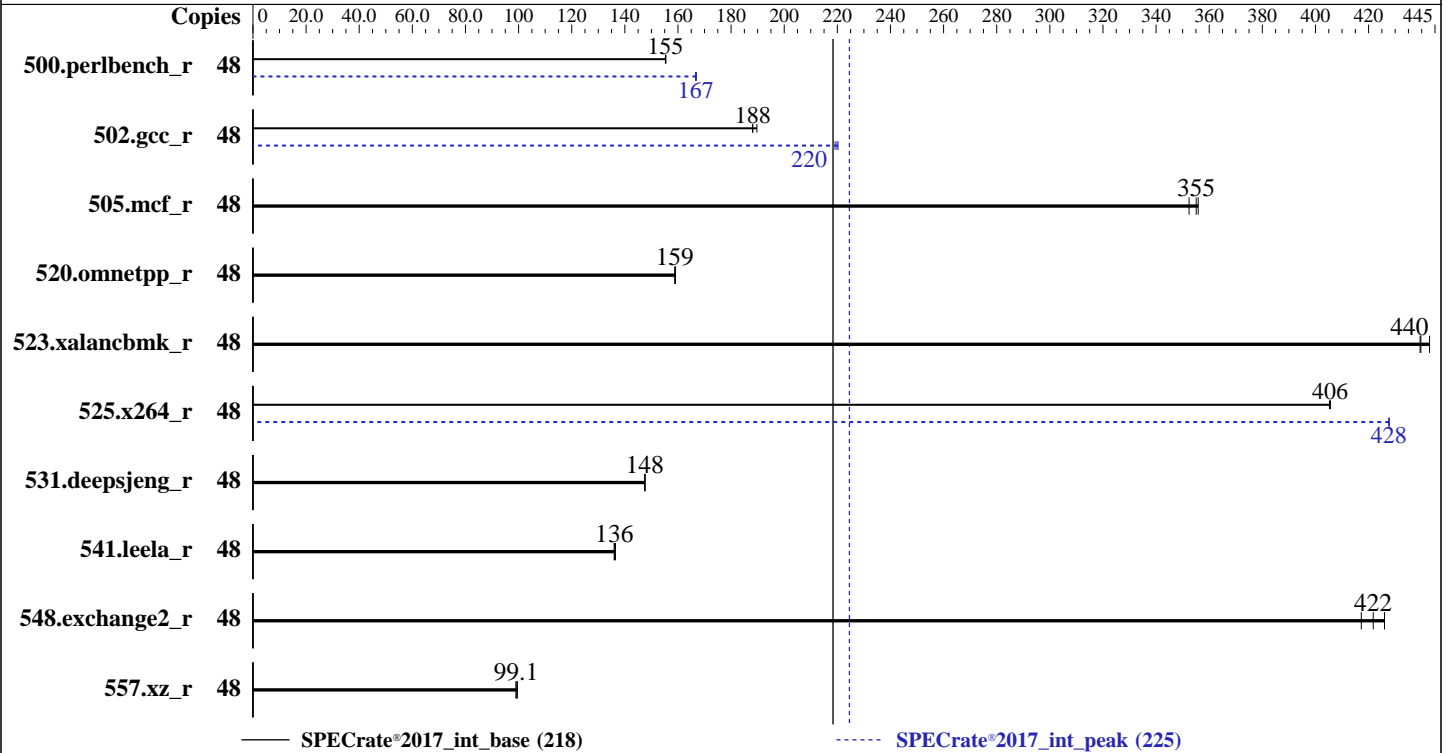 Copies 0 20.0 40.0 60.0 80.0 100 120 140 160 180 200 220 240 260 280 300 320 340 360 380 400 420 445
155
500.perlbench_r 48
167
188
502.gcc_r 48
220
355
505.mcf_r 48
159
520.omnetpp_r 48
440
523.xalancbmk_r 48
406
525.x264_r 48
428
148
531.deepsjeng_r 48
136
541.leela_r 48
422
548.exchange2_r 48
99.1
557.xz_r 48
SPECrate®2017_int_base (218) SPECrate®2017_int_peak (225)